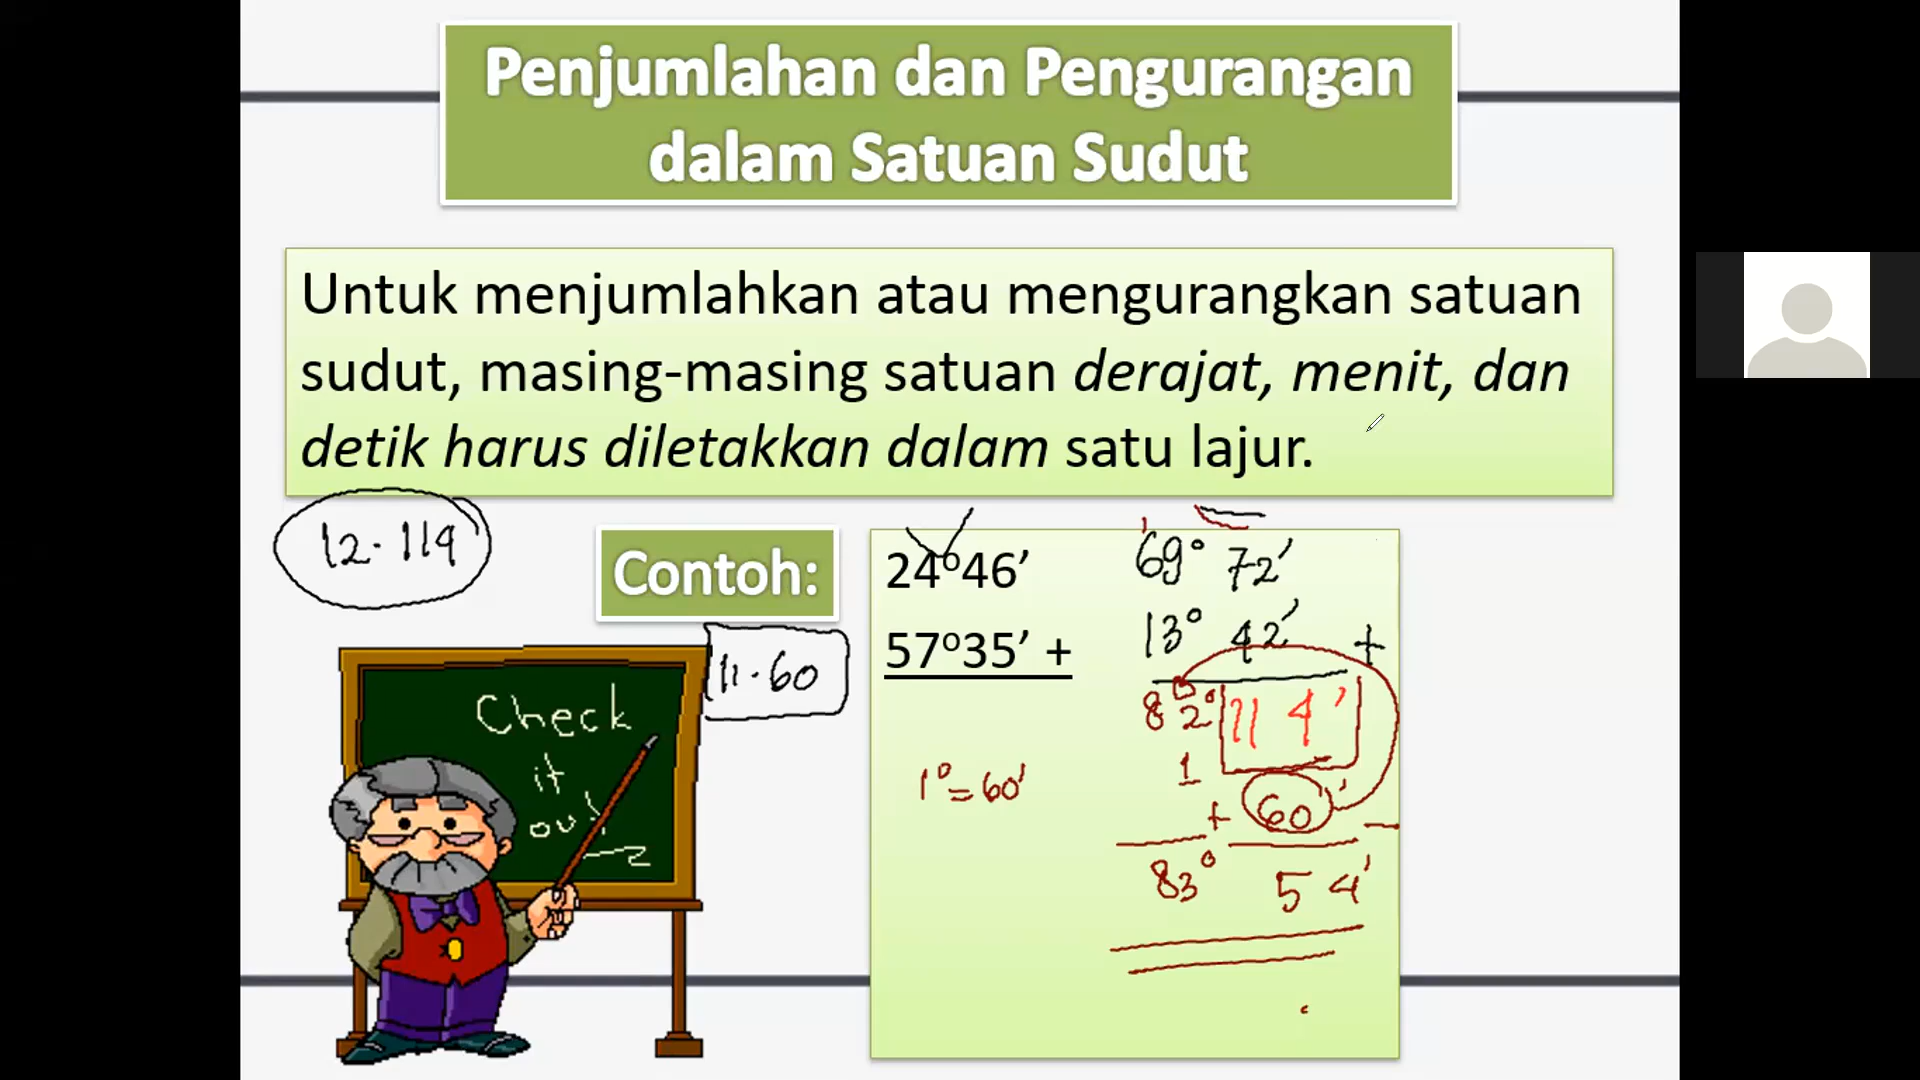 Penjumlahan dan Pengurangan
dalam Satuan Sudut
Untuk menjumlahkan atau mengurangkan satuan
sudut, masing-masing satuan derajat, menit, dan
detik harus diletakkan dalam satu lajur.
12. 119
Contoh:
11. 60
Check
it
out!
24°46’
57°35’ +
1° = 60'
69° 72'
13° 42' +
82° 114'
1 + 60' -
83° 54'